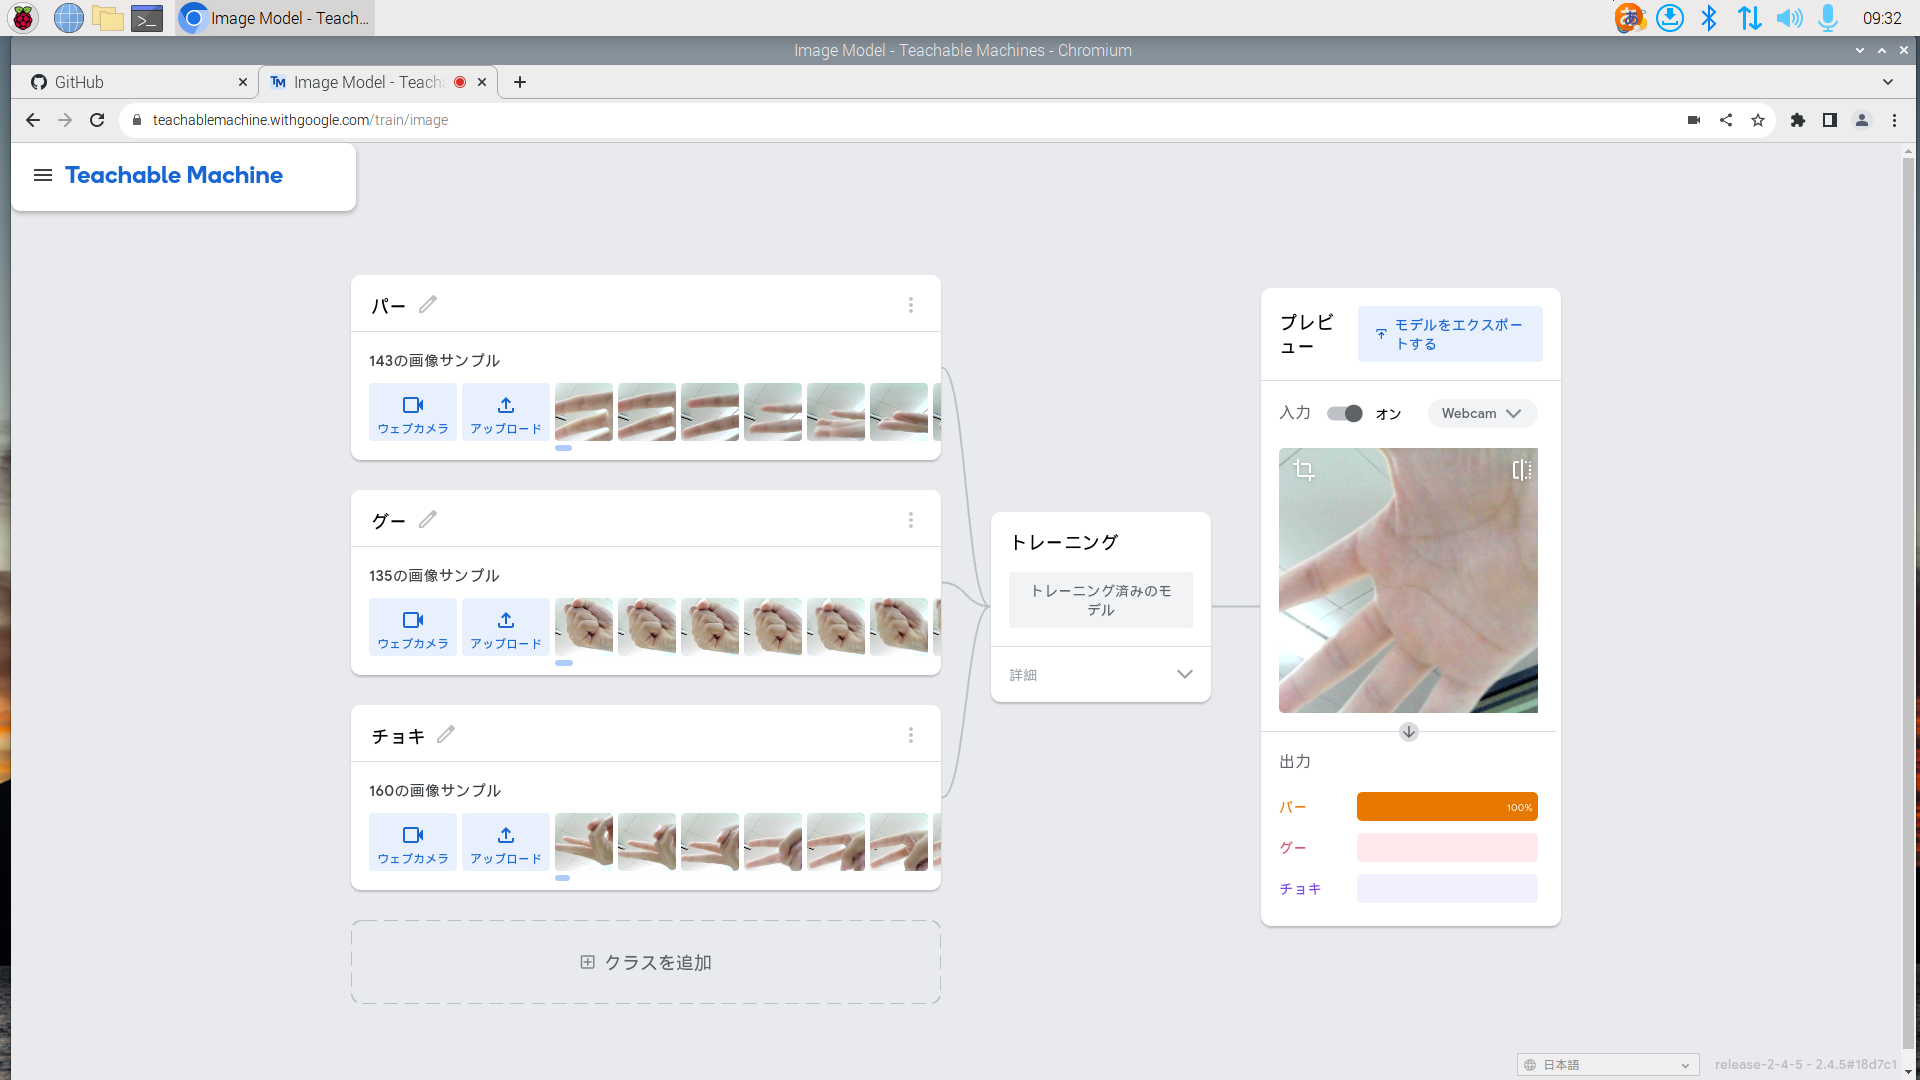 Image Model - Teach...
09:32
Image Model - Teachable Machines - Chromium
GitHub
Image Model - Teach
teachablemachine.withgoogle.com/train/image
Teachable Machine
パー
143の画像サンプル
ウェブカメラ
アップロード
グー
135の画像サンプル
ウェブカメラ
アップロード
チョキ
160の画像サンプル
ウェブカメラ
アップロード
クラスを追加
トレーニング
トレーニング済みのモ
デル
詳細
プレビ
ュー
モデルをエクスポー
トする
入力
オン
Webcam
出力
パー
100%
グー
チョキ
日本語
release-2-4-5 - 2.4.5#18d7c1